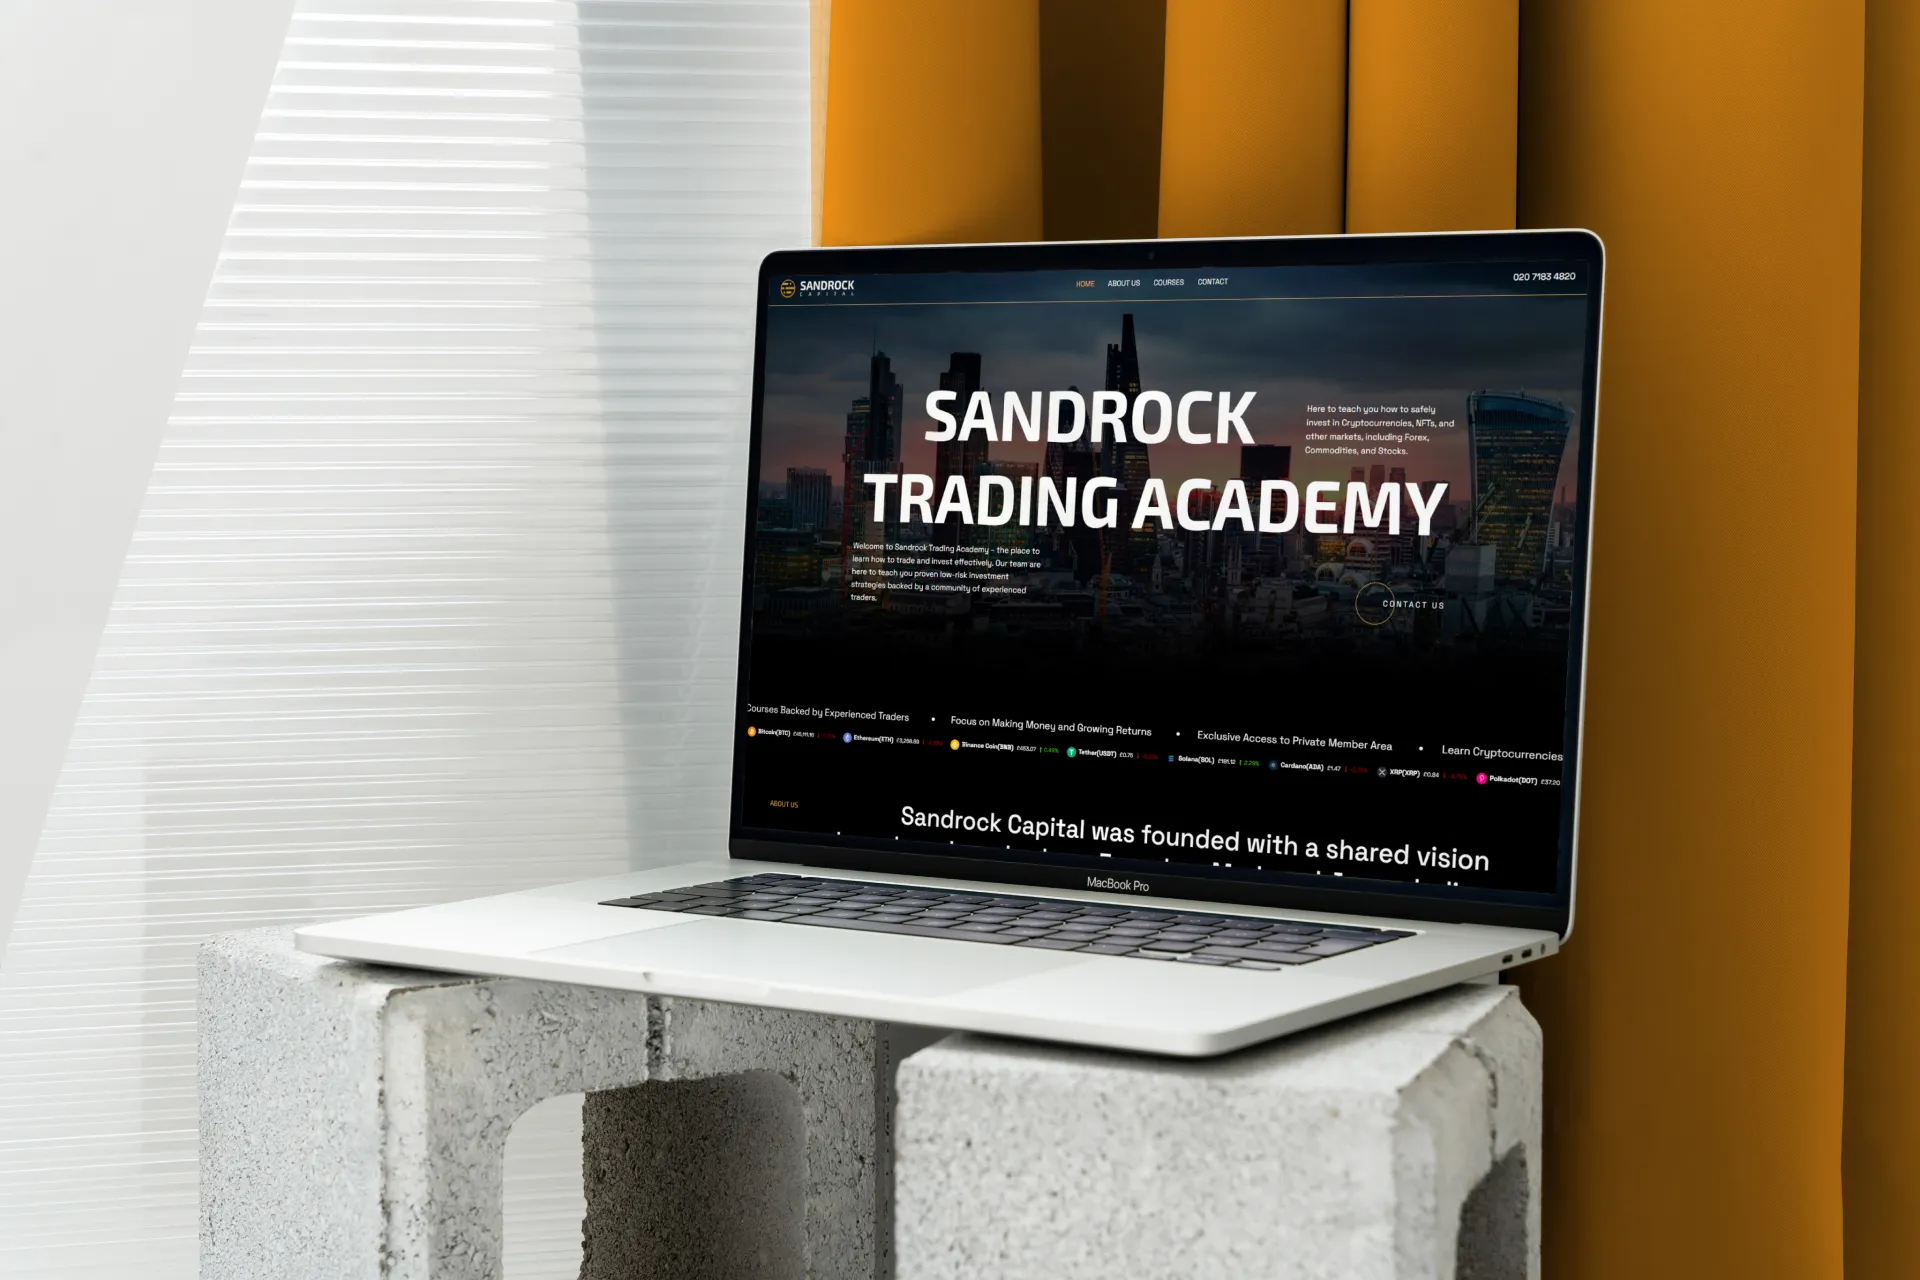 SANDROCK
CAPITAL
HOME ABOUT US COURSES CONTACT
020 7183 4820
SANDROCK
TRADING ACADEMY
Here to teach you how to safely
invest in Cryptocurrencies, NFTs, and
other markets, including Forex,
Commodities, and Stocks.
Welcome to Sandrock Trading Academy – the place to
learn how to trade and invest effectively. Our team are
here to teach you proven low-risk investment
strategies backed by a community of experienced
traders.
CONTACT US
Courses Backed by Experienced Traders • Focus on Making Money and Growing Returns • Exclusive Access to Private Member Area • Learn Cryptocurrencies
Bitcoin(BTC) Ethereum(ETH) Binance Coin(BNB) £453.07 Tether(USDT) £0.75 Solana(SOL) 2.29% Cardano(ADA) £1.47 XRP(XRP) £0.84 Polkadot(DOT) £37.20
ABOUT US
Sandrock Capital was founded with a shared vision
MacBook Pro